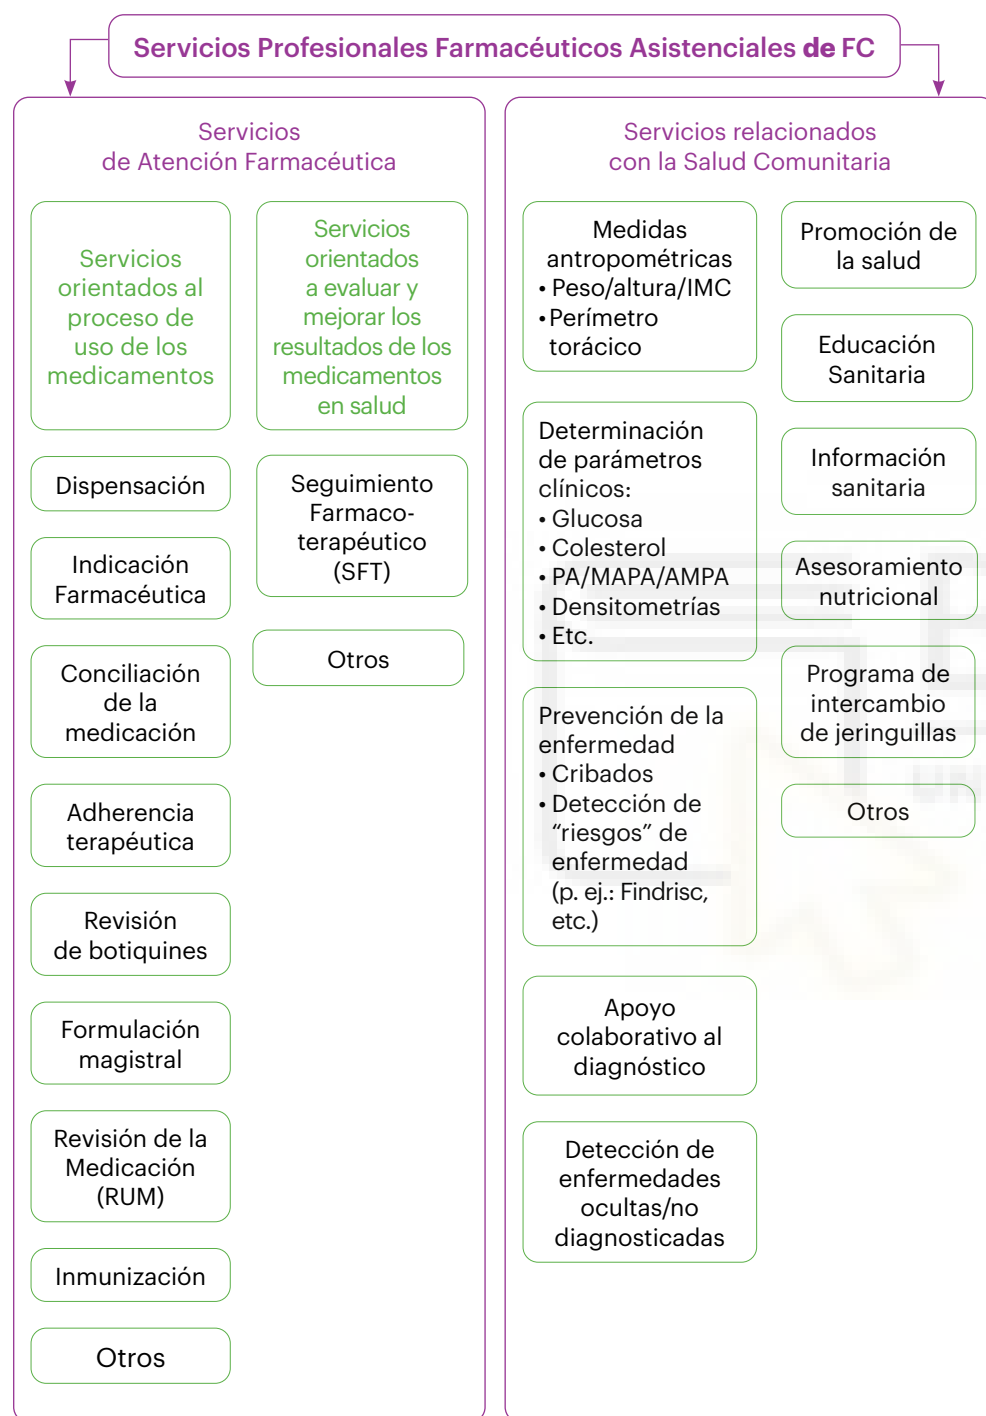 Servicios Profesionales Farmacéuticos Asistenciales de FC
Servicios
de Atención Farmacéutica
Servicios
orientados al
proceso de
uso de los
medicamentos
Dispensación
Indicación
Farmacéutica
Conciliación
de la
medicación
Adherencia
terapéutica
Revisión
de botiquines
Formulación
magistral
Revisión de la
Medicación
(RUM)
Inmunización
Otros
Servicios
orientados
a evaluar y
mejorar los
resultados de los
medicamentos
en salud
Seguimiento
Farmaco-
terapéutico
(SFT)
Otros
Servicios relacionados
con la Salud Comunitaria
Medidas
antropométricas
• Peso/altura/IMC
• Perímetro
torácico
Determinación
de parámetros
clínicos:
• Glucosa
• Colesterol
• PA/MAPA/AMPA
• Densitometrías
• Etc.
Prevención de la
enfermedad
• Cribados
• Detección de
“riesgos” de
enfermedad
(p. ej.: Findrisc,
etc.)
Apoyo
colaborativo al
diagnóstico
Detección de
enfermedades
ocultas/no
diagnosticadas
Promoción de
la salud
Educación
Sanitaria
Información
sanitaria
Asesoramiento
nutricional
Programa de
intercambio
de jeringuillas
Otros